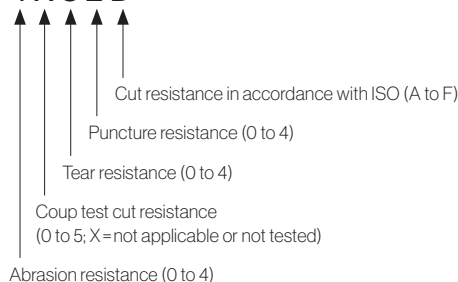 Cut resistance in accordance with ISO (A to F)
Puncture resistance (0 to 4)
Tear resistance (0 to 4)
Coup test cut resistance
(0 to 5; X = not applicable or not tested)
Abrasion resistance (0 to 4)